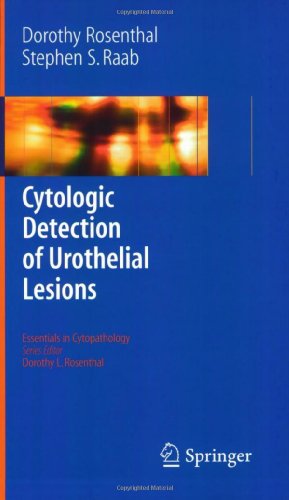 Dorothy Rosenthal
Stephen S. Raab
Cytologic
Detection
of Urothelial
Lesions
Essentials in Cytopathology
Series Editor
Dorothy L. Rosenthal
Springer